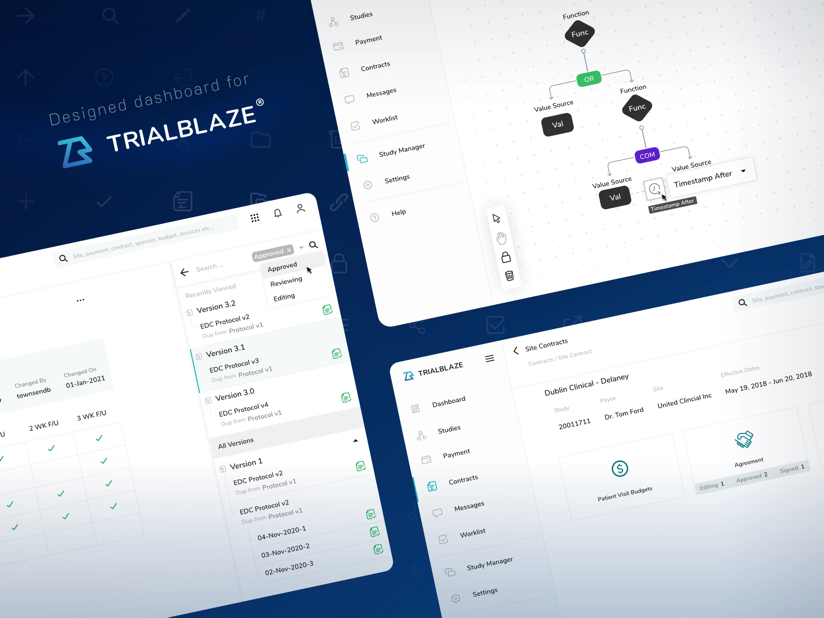 Designed dashboard for
TRIALBLAZE®
Site, payment, contract, sponsor, budget, invoice etc...
Changed By
townsendb
Changed On
01-Jan-2021
2 WK F/U
3 WK F/U
Search ...
Approved ×
Approved
Reviewing
Editing
Recently Viewed
Version 3.2
EDC Protocol v2
Dup from Protocol v1
Version 3.1
EDC Protocol v3
Dup from Protocol v1
Version 3.0
EDC Protocol v4
Dup from Protocol v1
All Versions
Version 1
EDC Protocol v2
Dup from Protocol v1
EDC Protocol v2
Dup from Protocol v1
04-Nov-2020-1
03-Nov-2020-2
02-Nov-2020-3
Studies
Payment
Contracts
Messages
Worklist
Study Manager
Settings
Help
Function
Func
OR
Value Source
Val
Function
Func
COM
Value Source
Val
Value Source
Timestamp After
Timestamp After
TRIALBLAZE
Dashboard
Studies
Payment
Contracts
Messages
Worklist
Study Manager
Settings
Site Contracts
Contracts / Site Contract
Site, payment, contract, spo
Dublin Clinical - Delaney
Study
20011711
Payee
Dr. Tom Ford
Site
United Clincial Inc
Effective Dates
May 19, 2018 - Jun 20, 2018
Patient Visit Budgets
Agreement
Editing 1 Approved 2 Signed 1